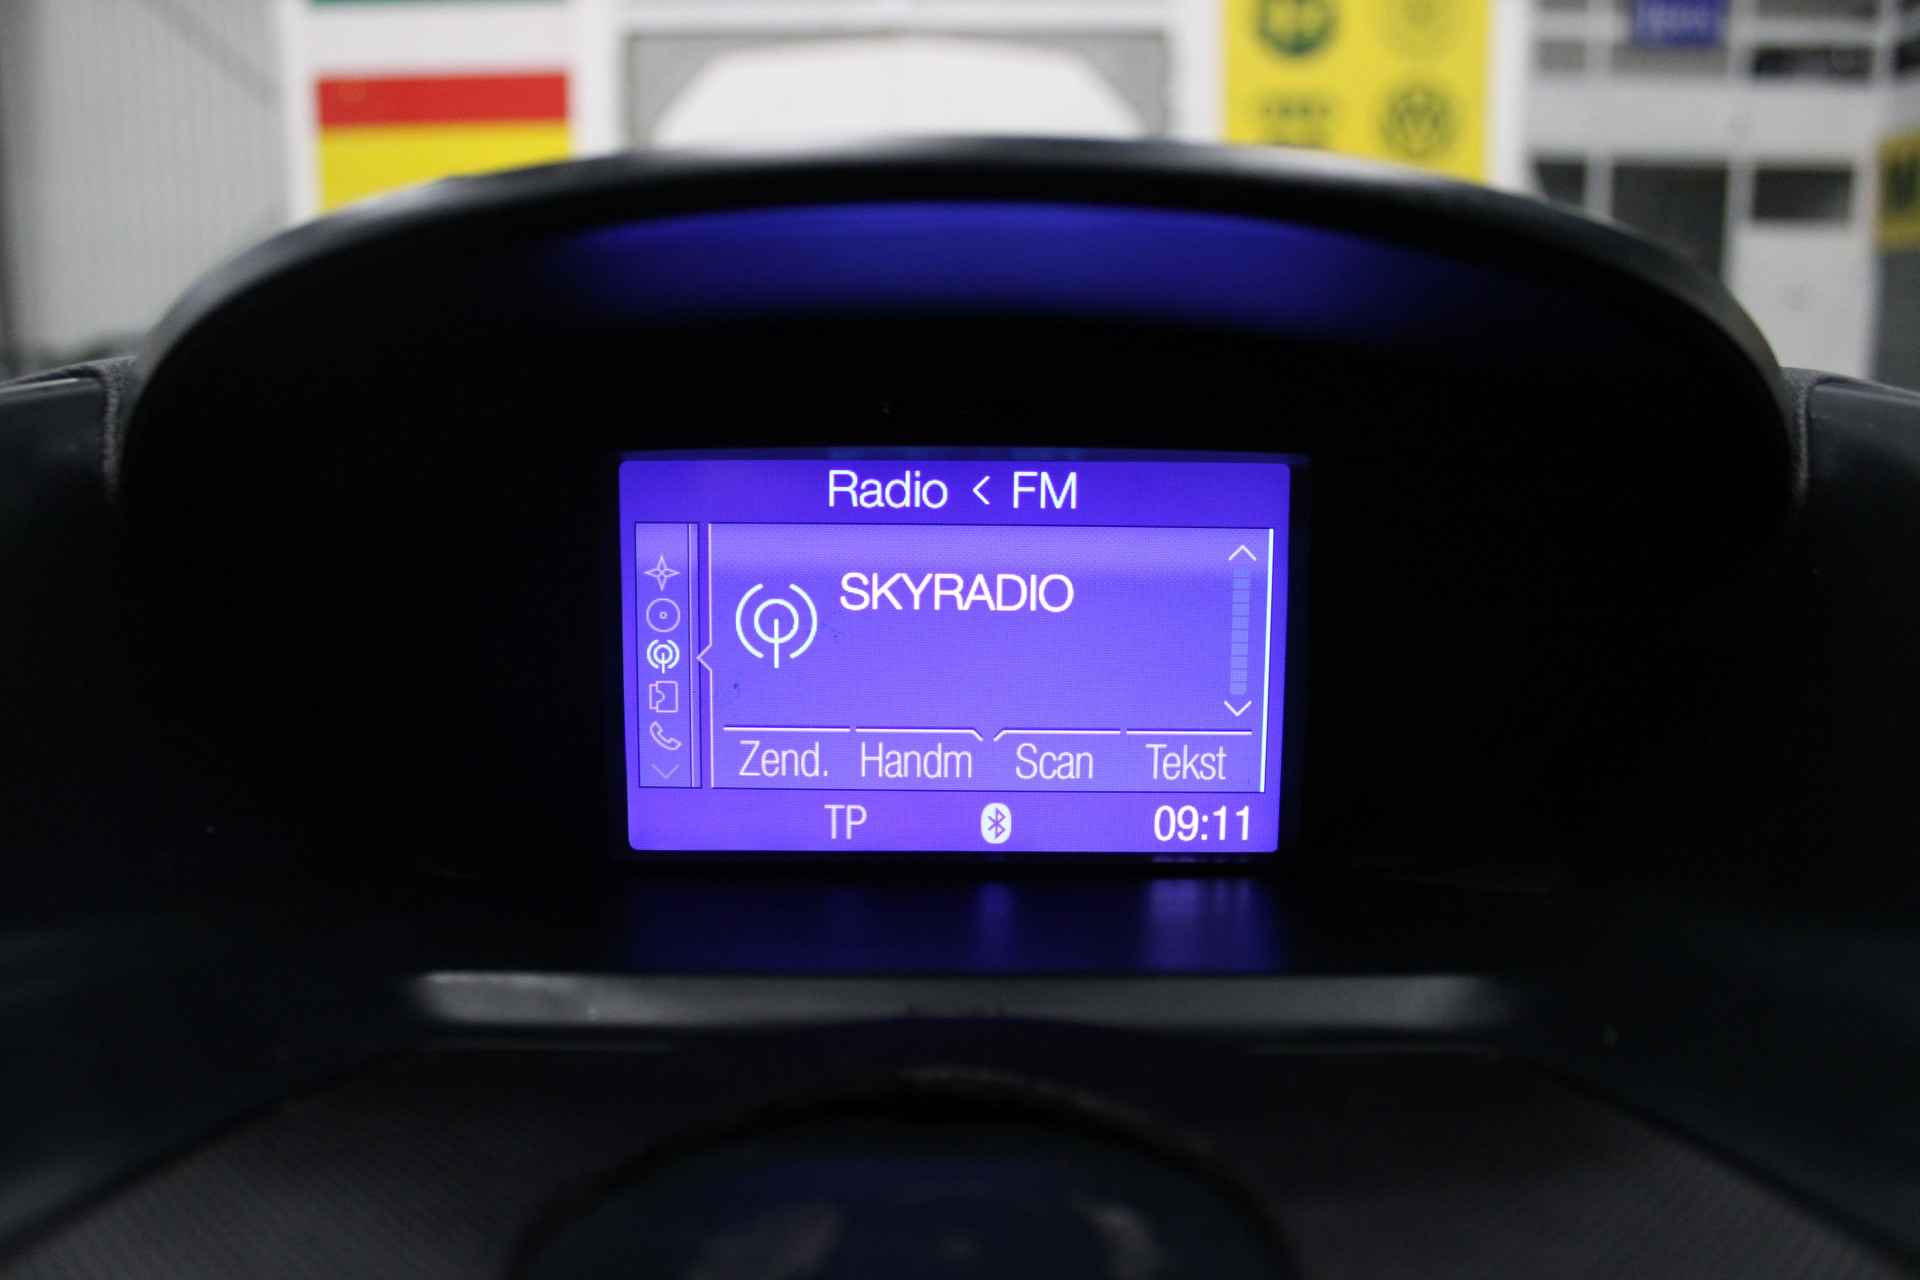 Radio < FM
SKYRADIO
Zend. Handm Scan Tekst
TP 09:11